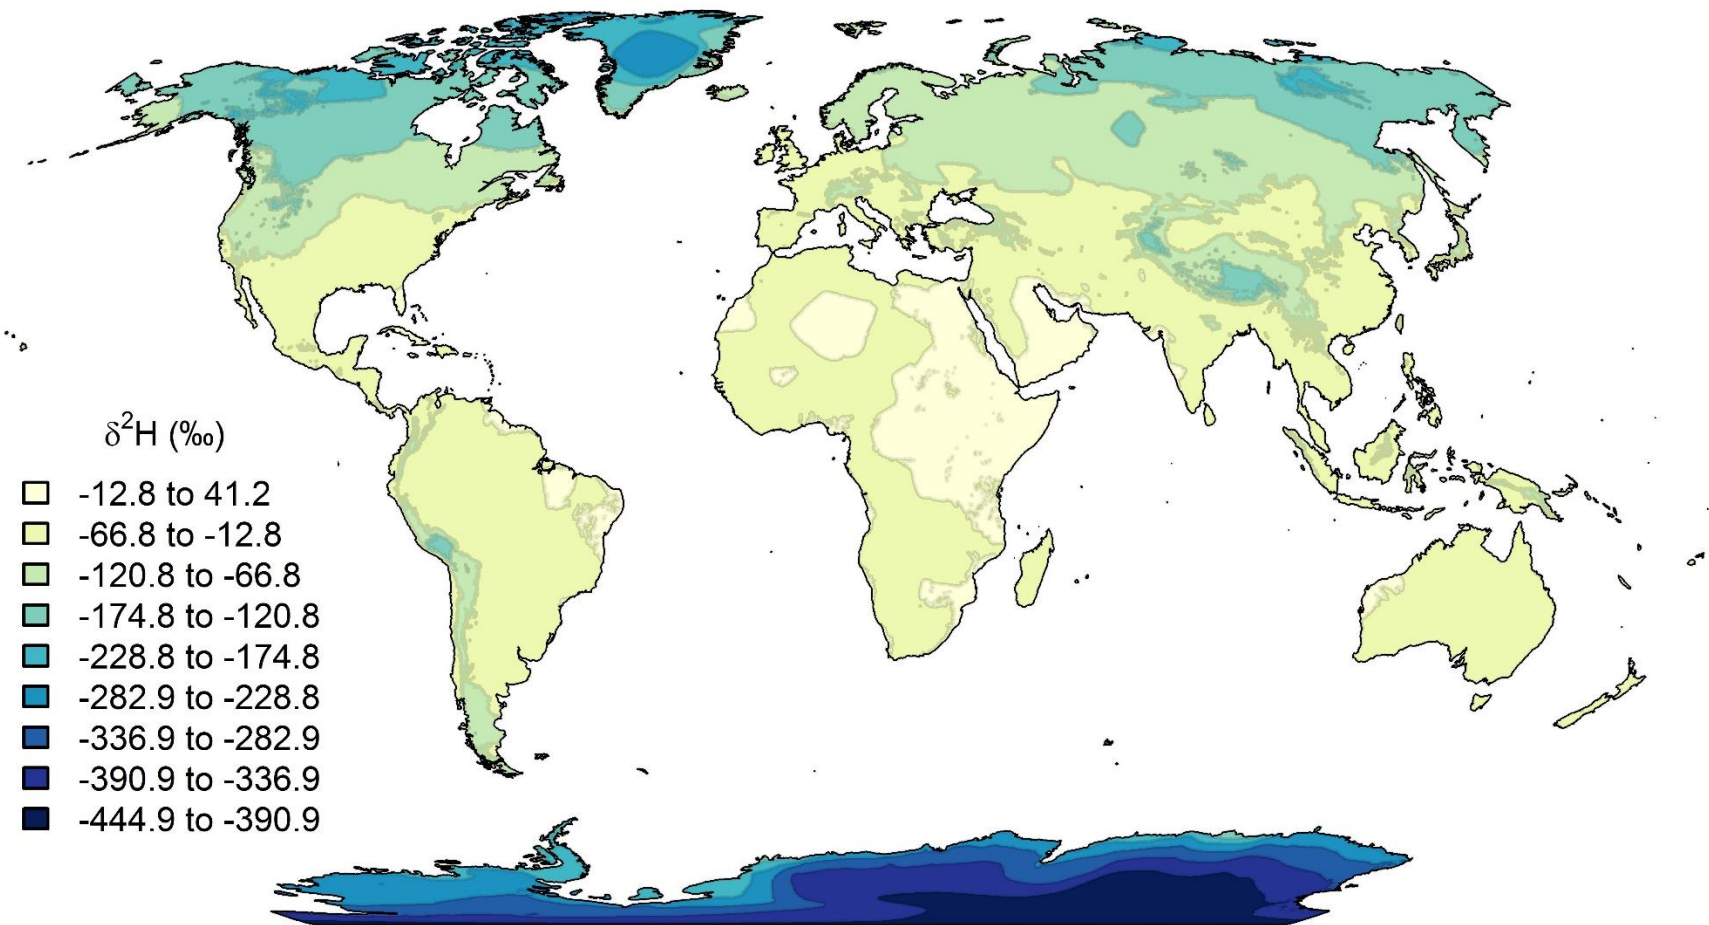 δ²H (‰)
-12.8 to 41.2
-66.8 to -12.8
-120.8 to -66.8
-174.8 to -120.8
-228.8 to -174.8
-282.9 to -228.8
-336.9 to -282.9
-390.9 to -336.9
-444.9 to -390.9